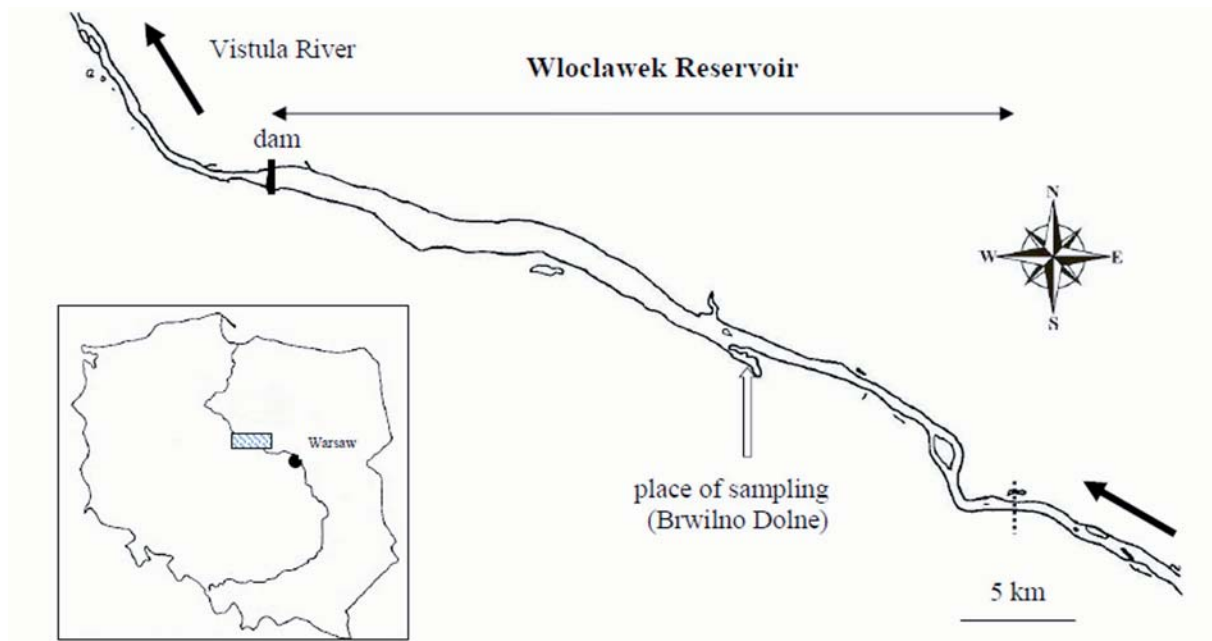 Vistula River
Wloclawek Reservoir
dam
N
W
E
S
Warsaw
place of sampling
(Brwilno Dolne)
5 km